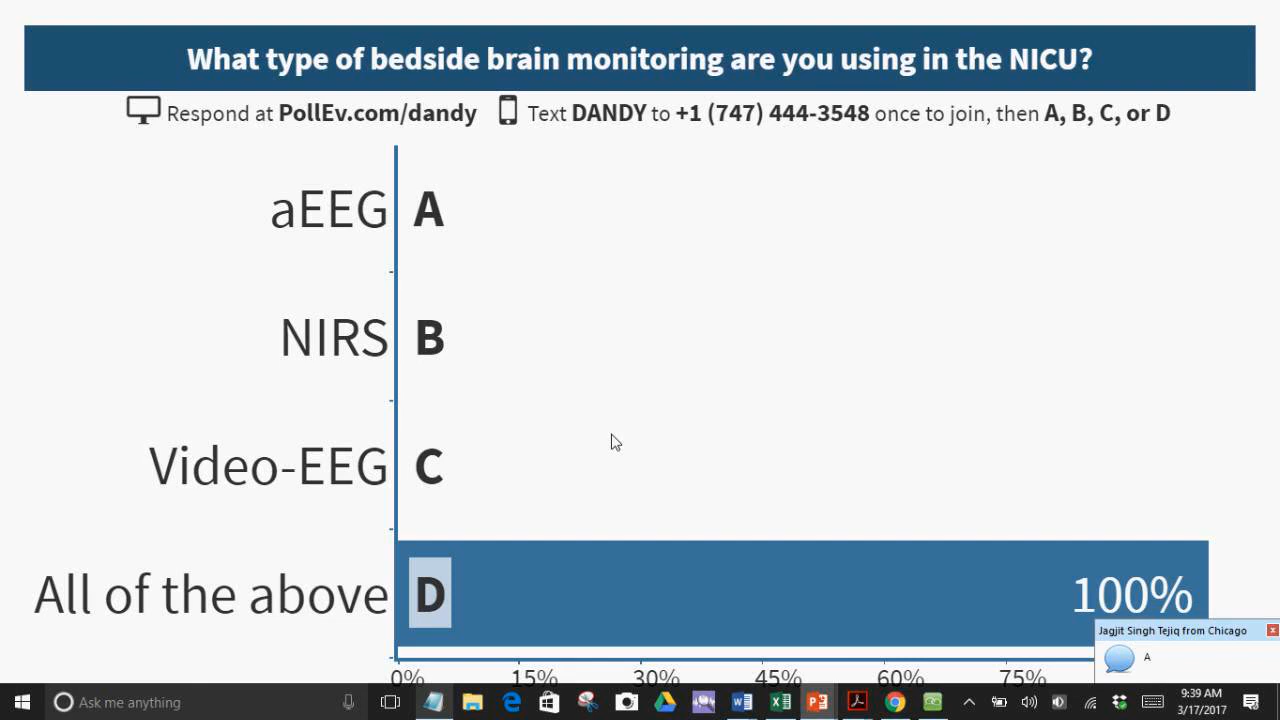 What type of bedside brain monitoring are you using in the NICU?
Respond at PollEv.com/dandy Text DANDY to +1 (747) 444-3548 once to join, then A, B, C, or D
aEEG A
NIRS B
Video-EEG C
All of the above D 100%
Jagjit Singh Tejiq from Chicago x
A
0% 15% 30% 45% 60% 75%
Ask me anything
9:39 AM
3/17/2017